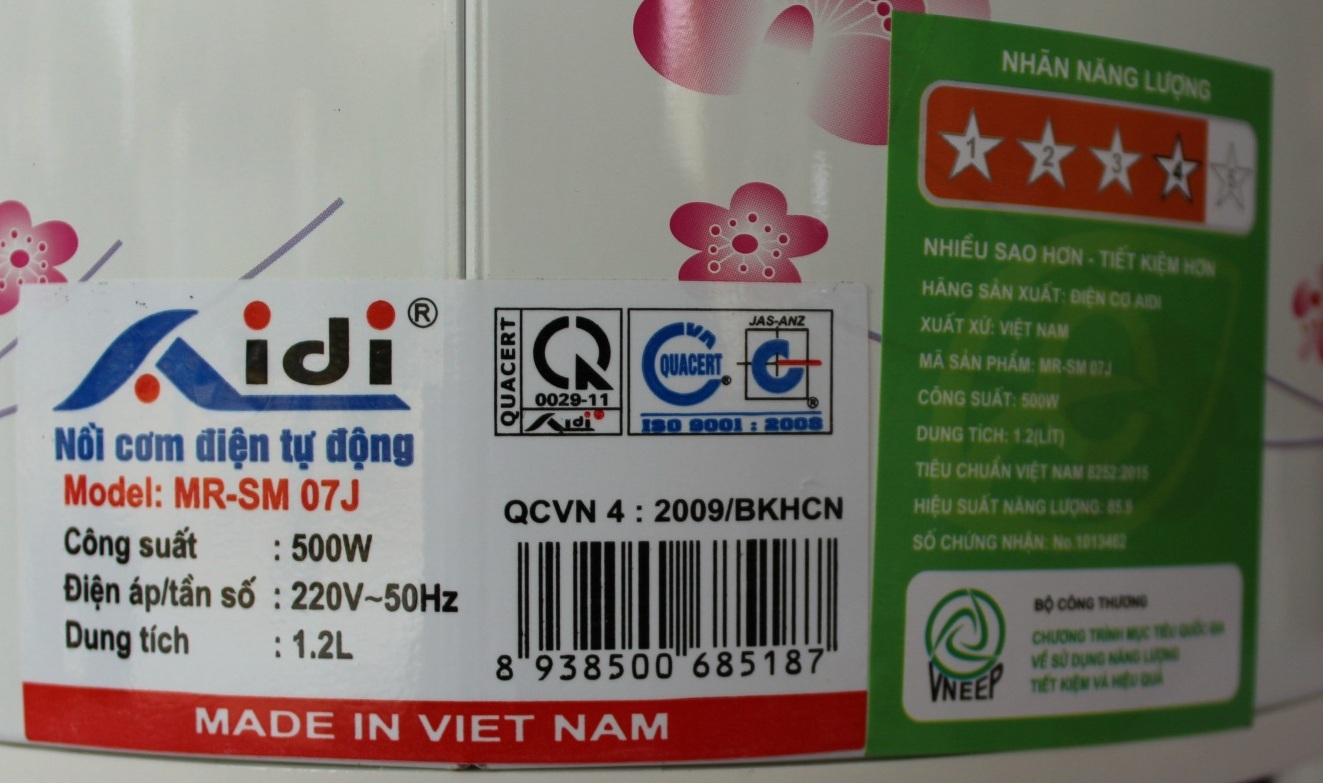 Aidi ®
Nồi cơm điện tự động
Model: MR-SM 07J
Công suất : 500W
Điện áp/tần số : 220V~50Hz
Dung tích : 1.2L
QUACERT
0029-11
Aidi
VN
QUACERT ®
JAS-ANZ
C ®
ISO 9001 : 2008
QCVN 4 : 2009/BKHCN
8 938500 685187
MADE IN VIET NAM
NHÃN NĂNG LƯỢNG
1 2 3 4 5
NHIỀU SAO HƠN - TIẾT KIỆM HƠN
HÃNG SẢN XUẤT: ĐIỆN CƠ AIDI
XUẤT XỨ: VIỆT NAM
MÃ SẢN PHẨM: MR-SM 07J
CÔNG SUẤT: 500W
DUNG TÍCH: 1.2(LÍT)
TIÊU CHUẨN VIỆT NAM 8252:2015
HIỆU SUẤT NĂNG LƯỢNG: 85.9
SỐ CHỨNG NHẬN: No.1013462
VNEEP
BỘ CÔNG THƯƠNG
CHƯƠNG TRÌNH MỤC TIÊU QUỐC GIA
VỀ SỬ DỤNG NĂNG LƯỢNG
TIẾT KIỆM VÀ HIỆU QUẢ